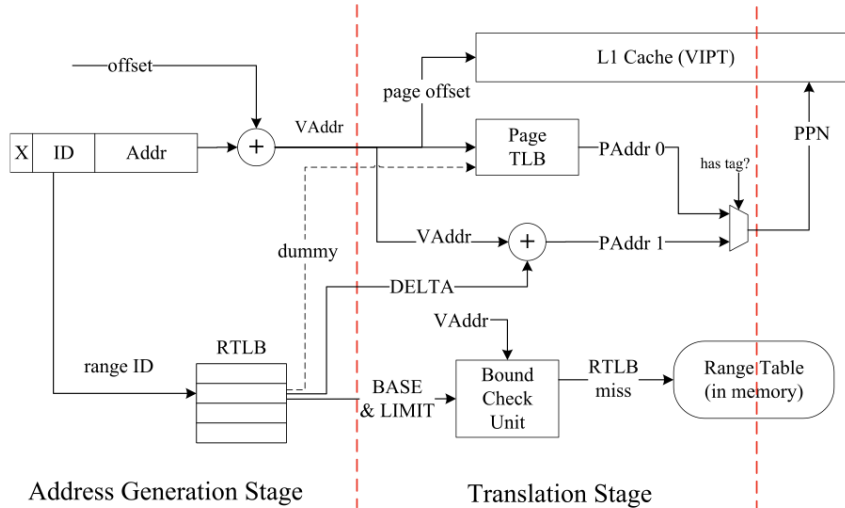 offset
X
ID
Addr
+
VAddr
page offset
L1 Cache (VIPT)
Page
TLB
PAddr 0
has tag?
PPN
VAddr
+
PAddr 1
dummy
DELTA
range ID
RTLB
VAddr
BASE
& LIMIT
Bound
Check
Unit
RTLB
miss
Range Table
(in memory)
Address Generation Stage
Translation Stage